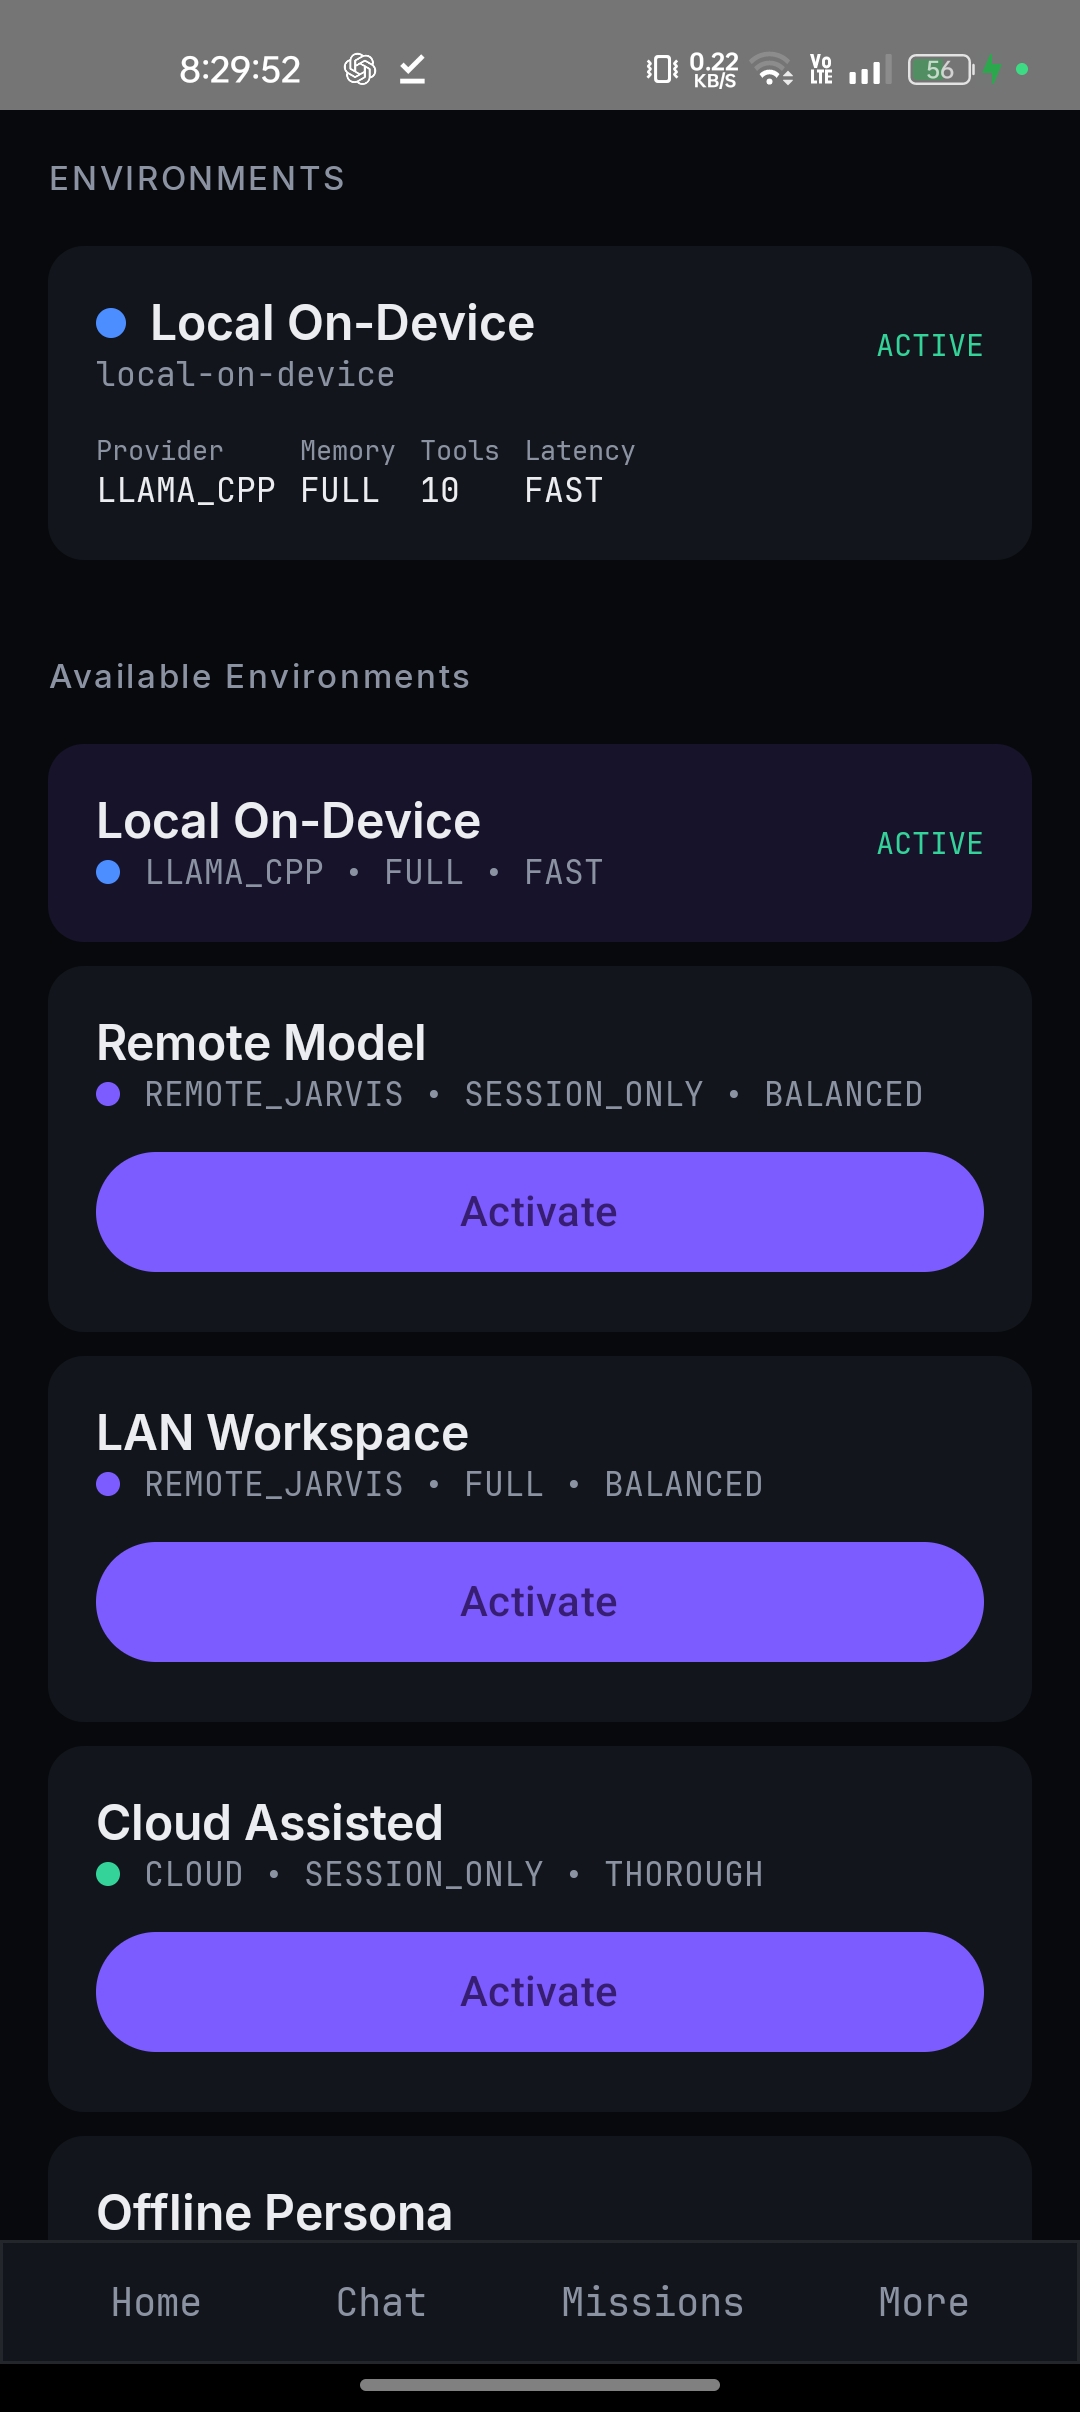 8:29:52
0.22 KB/S
Vo LTE
56
ENVIRONMENTS
Local On-Device
ACTIVE
local-on-device
Provider Memory Tools Latency
LLAMA_CPP FULL 10 FAST
Available Environments
Local On-Device
ACTIVE
LLAMA_CPP • FULL • FAST
Remote Model
REMOTE_JARVIS • SESSION_ONLY • BALANCED
Activate
LAN Workspace
REMOTE_JARVIS • FULL • BALANCED
Activate
Cloud Assisted
CLOUD • SESSION_ONLY • THOROUGH
Activate
Offline Persona
Home Chat Missions More